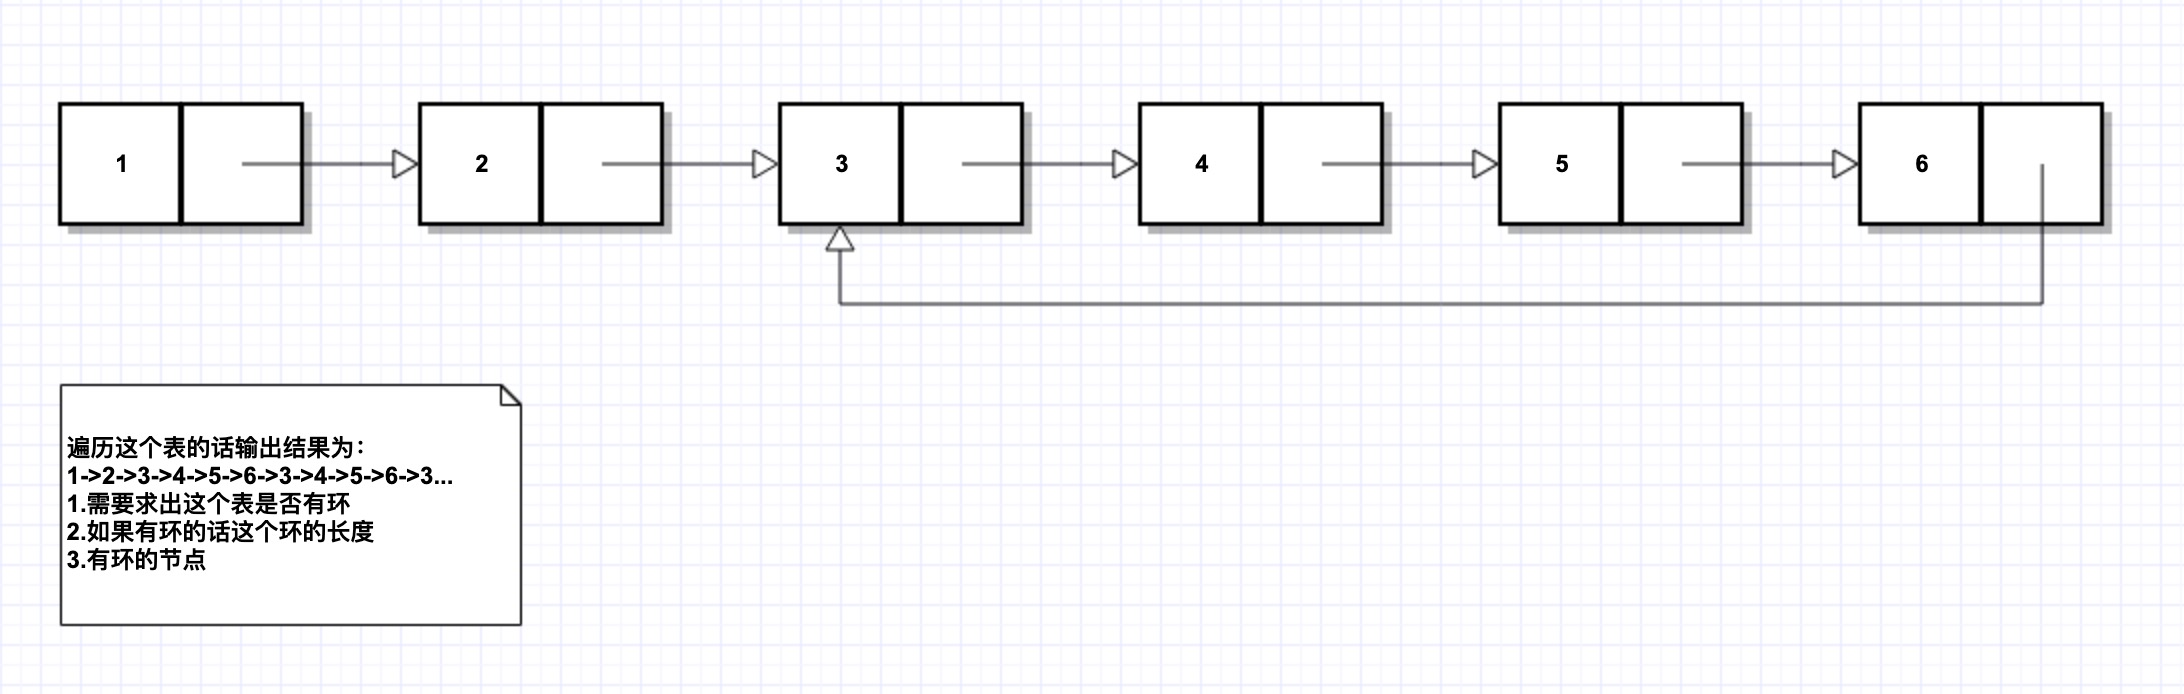 1 2 3 4 5 6
遍历这个表的话输出结果为：
1->2->3->4->5->6->3->4->5->6->3...
1.需要求出这个表是否有环
2.如果有环的话这个环的长度
3.有环的节点